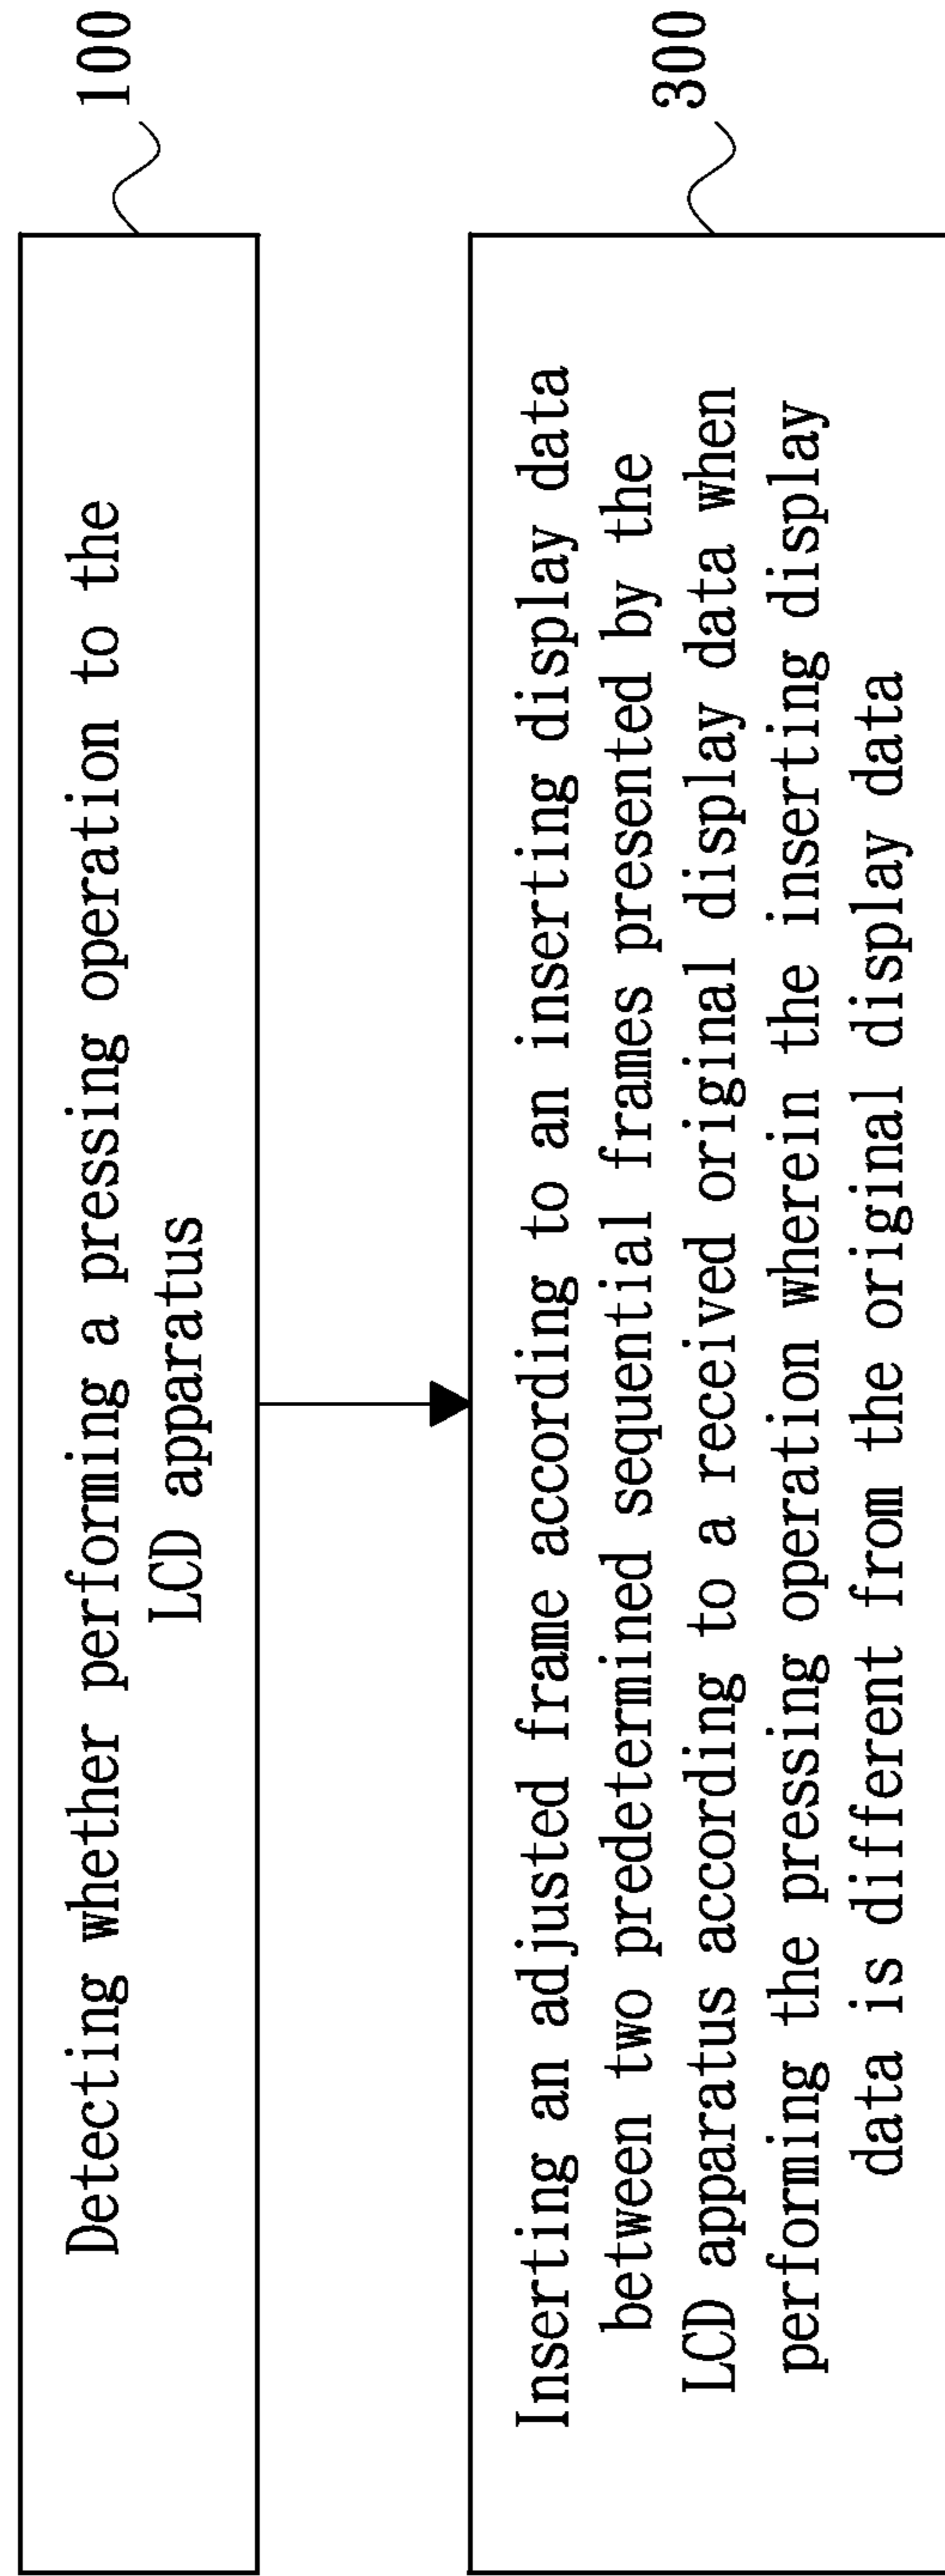 Detecting whether performing a pressing operation to the
LCD apparatus
100
Inserting an adjusted frame according to an inserting display data
between two predetermined sequential frames presented by the
LCD apparatus according to a received original display data when
performing the pressing operation wherein the inserting display
data is different from the original display data
300